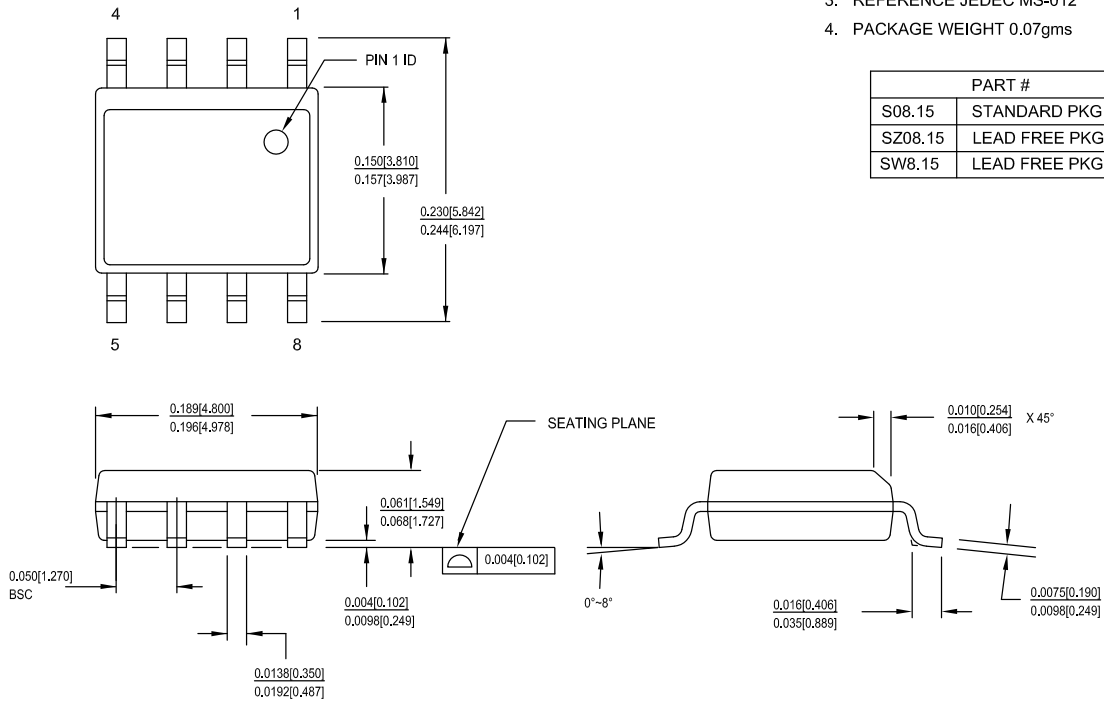 3. REFERENCE JEDEC MS-012
4. PACKAGE WEIGHT 0.07gms
PART #
S08.15 STANDARD PKG
SZ08.15 LEAD FREE PKG
SW8.15 LEAD FREE PKG
4 1
PIN 1 ID
0.150[3.810]
0.157[3.987]
0.230[5.842]
0.244[6.197]
5 8
0.189[4.800]
0.196[4.978]
SEATING PLANE
0.010[0.254]
0.016[0.406]
X 45°
0.061[1.549]
0.068[1.727]
0.004[0.102]
0.050[1.270]
BSC
0.004[0.102]
0.0098[0.249]
0°~8°
0.016[0.406]
0.035[0.889]
0.0075[0.190]
0.0098[0.249]
0.0138[0.350]
0.0192[0.487]